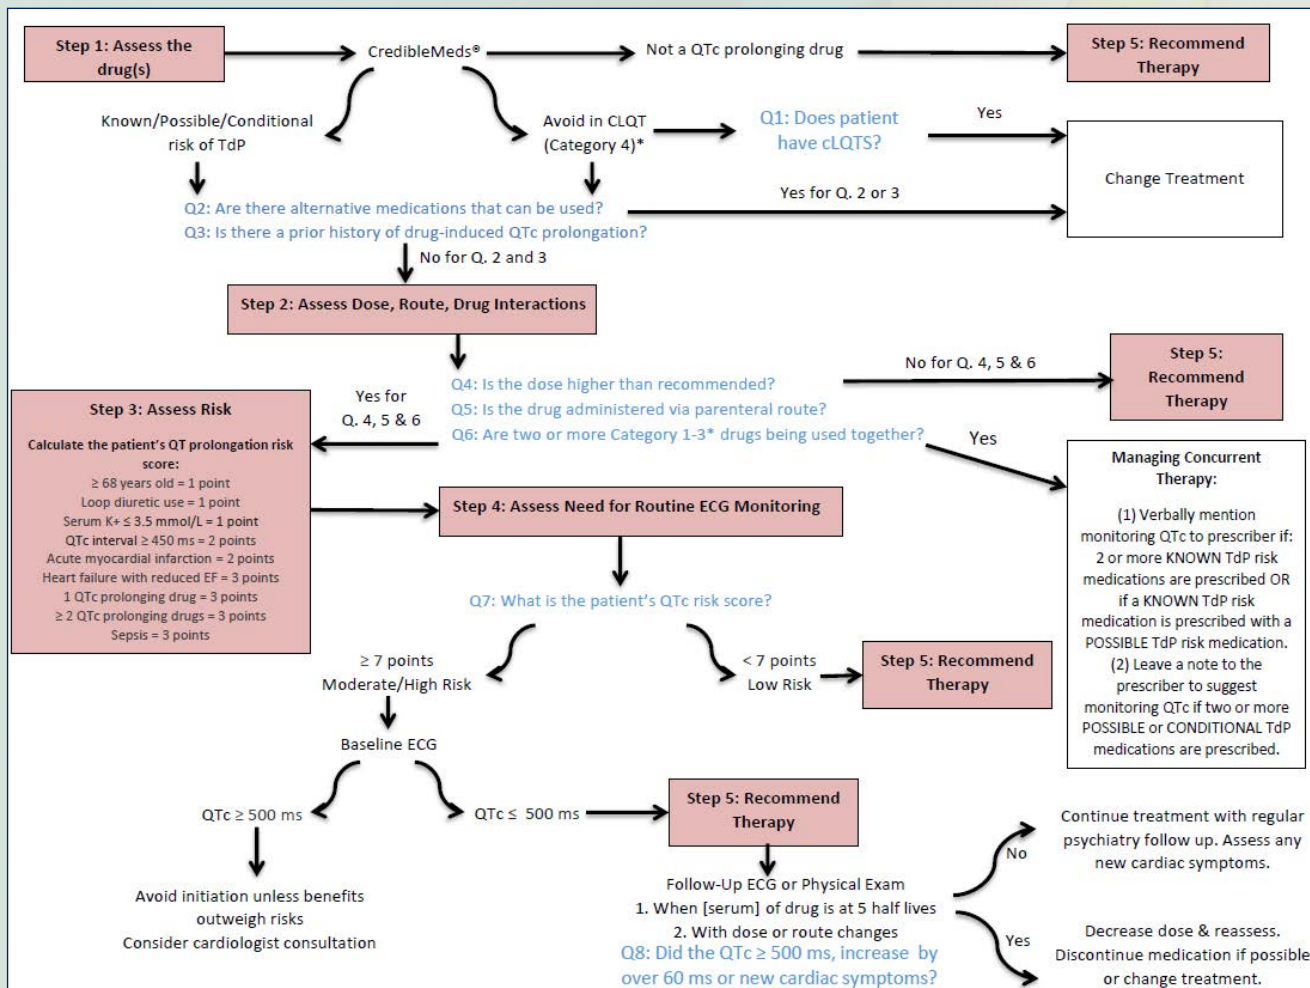 Step 1: Assess the
drug(s)
CredibleMeds®
Not a QTc prolonging drug
Step 5: Recommend
Therapy
Known/Possible/Conditional
risk of TdP
Avoid in CLQT
(Category 4)*
Q1: Does patient
have cLQTS?
Yes
Change Treatment
Q2: Are there alternative medications that can be used?
Q3: Is there a prior history of drug-induced QTc prolongation?
Yes for Q. 2 or 3
No for Q. 2 and 3
Step 2: Assess Dose, Route, Drug Interactions
Q4: Is the dose higher than recommended?
Q5: Is the drug administered via parenteral route?
Q6: Are two or more Category 1-3* drugs being used together?
No for Q. 4, 5 & 6
Step 5:
Recommend
Therapy
Yes for
Q. 4, 5 & 6
Yes
Step 3: Assess Risk
Calculate the patient's QT prolongation risk
score:
≥ 68 years old = 1 point
Loop diuretic use = 1 point
Serum K+ ≤ 3.5 mmol/L = 1 point
QTc interval ≥ 450 ms = 2 points
Acute myocardial infarction = 2 points
Heart failure with reduced EF = 3 points
1 QTc prolonging drug = 3 points
≥ 2 QTc prolonging drugs = 3 points
Sepsis = 3 points
Managing Concurrent
Therapy:
(1) Verbally mention
monitoring QTc to prescriber if:
2 or more KNOWN TdP risk
medications are prescribed OR
if a KNOWN TdP risk
medication is prescribed with a
POSSIBLE TdP risk medication.
(2) Leave a note to the
prescriber to suggest
monitoring QTc if two or more
POSSIBLE or CONDITIONAL TdP
medications are prescribed.
Step 4: Assess Need for Routine ECG Monitoring
Q7: What is the patient's QTc risk score?
≥ 7 points
Moderate/High Risk
< 7 points
Low Risk
Step 5: Recommend
Therapy
Baseline ECG
QTc ≥ 500 ms
QTc ≤ 500 ms
Step 5: Recommend
Therapy
Avoid initiation unless benefits
outweigh risks
Consider cardiologist consultation
Follow-Up ECG or Physical Exam
1. When [serum] of drug is at 5 half lives
2. With dose or route changes
Q8: Did the QTc ≥ 500 ms, increase by
over 60 ms or new cardiac symptoms?
No
Continue treatment with regular
psychiatry follow up. Assess any
new cardiac symptoms.
Yes
Decrease dose & reassess.
Discontinue medication if possible
or change treatment.